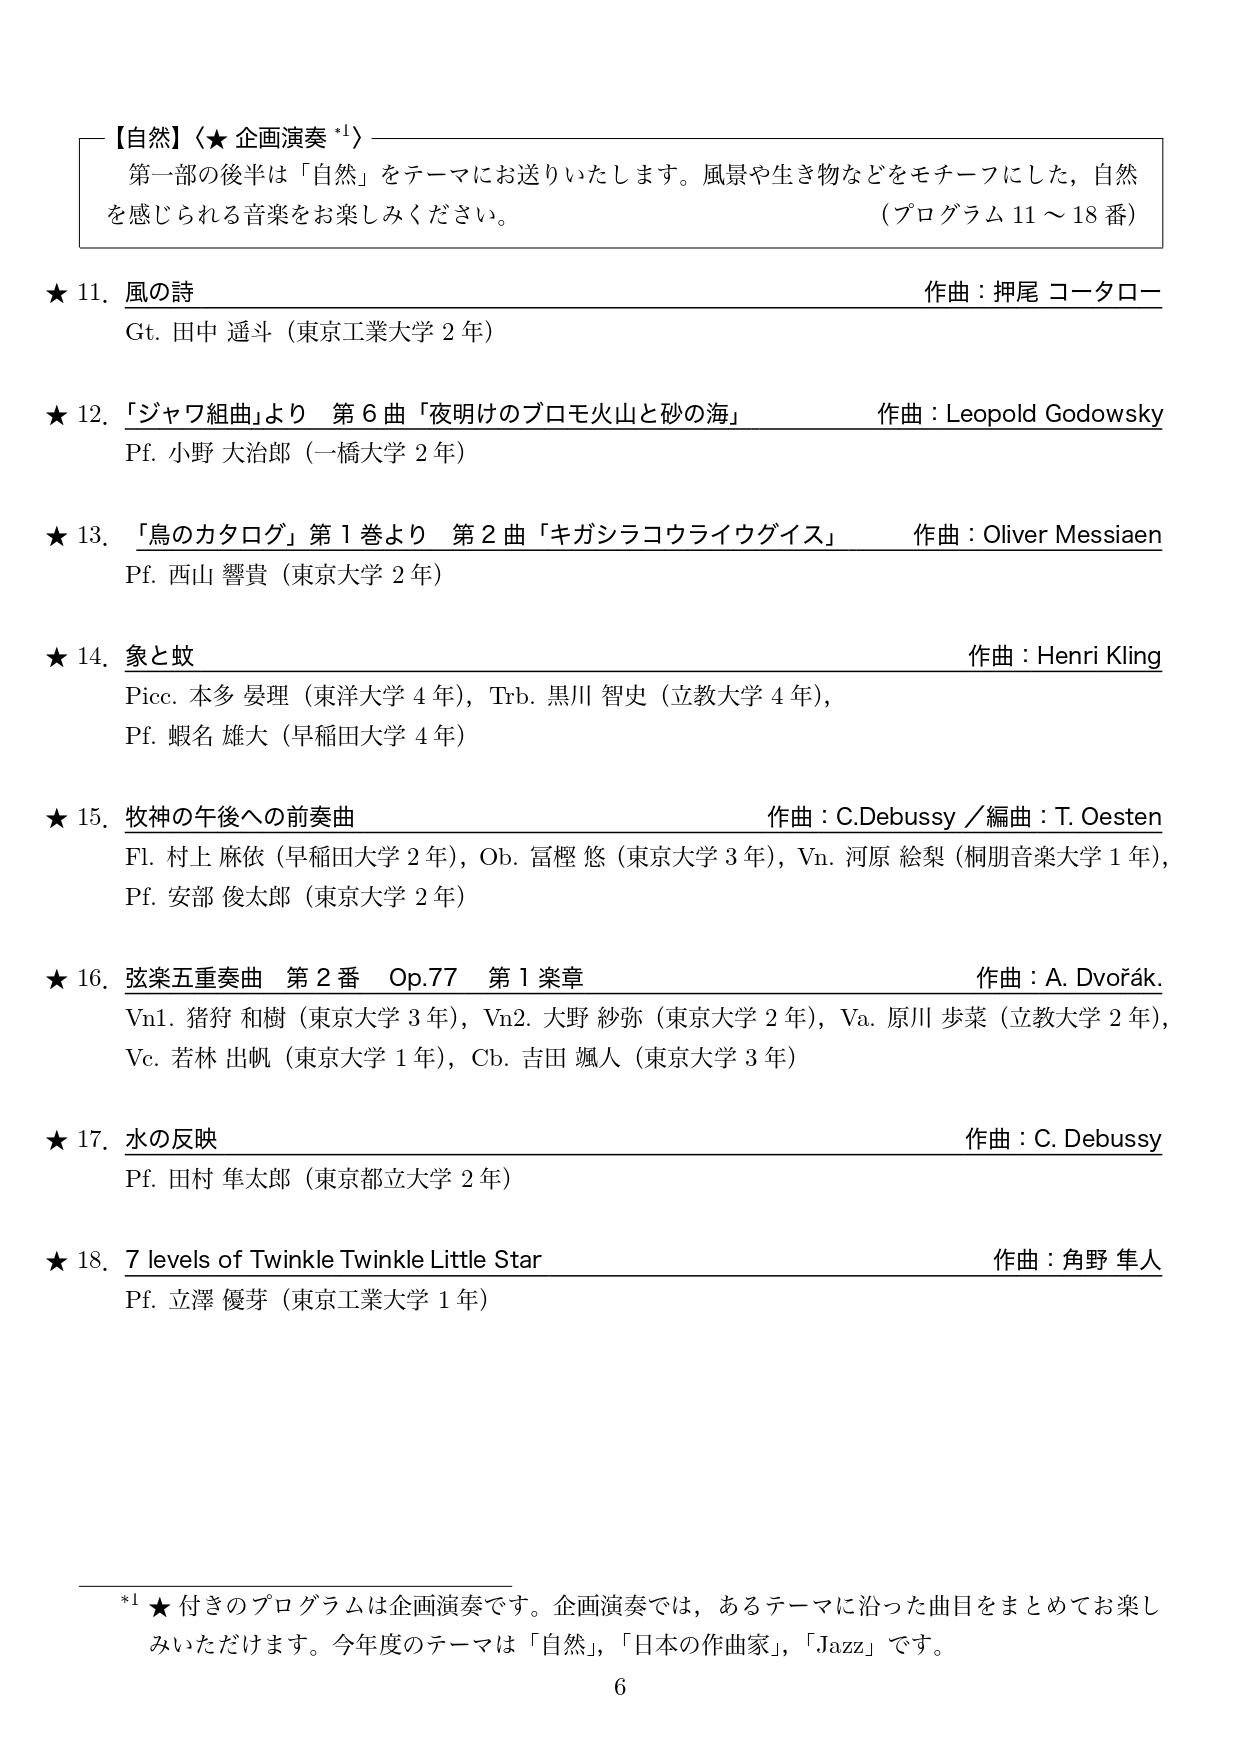 【自然】〈★ 企画演奏 *1〉
第一部の後半は「自然」をテーマにお送りいたします。風景や生き物などをモチーフにした，自然
を感じられる音楽をお楽しみください。 （プログラム 11 〜 18 番）
★ 11. 風の詩 作曲：押尾 コータロー
Gt. 田中 遥斗（東京工業大学 2 年）
★ 12. 「ジャワ組曲」より　第 6 曲「夜明けのブロモ火山と砂の海」 作曲：Leopold Godowsky
Pf. 小野 大治郎（一橋大学 2 年）
★ 13. 「鳥のカタログ」第 1 巻より　第 2 曲「キガシラコウライウグイス」 作曲：Oliver Messiaen
Pf. 西山 響貴（東京大学 2 年）
★ 14. 象と蚊 作曲：Henri Kling
Picc. 本多 晏理（東洋大学 4 年），Trb. 黒川 智史（立教大学 4 年），
Pf. 蝦名 雄大（早稲田大学 4 年）
★ 15. 牧神の午後への前奏曲 作曲：C.Debussy ／編曲：T. Oesten
Fl. 村上 麻依（早稲田大学 2 年），Ob. 冨樫 悠（東京大学 3 年），Vn. 河原 絵梨（桐朋音楽大学 1 年），
Pf. 安部 俊太郎（東京大学 2 年）
★ 16. 弦楽五重奏曲　第 2 番　Op.77　第 1 楽章 作曲：A. Dvořák.
Vn1. 猪狩 和樹（東京大学 3 年），Vn2. 大野 紗弥（東京大学 2 年），Va. 原川 歩菜（立教大学 2 年），
Vc. 若林 出帆（東京大学 1 年），Cb. 吉田 颯人（東京大学 3 年）
★ 17. 水の反映 作曲：C. Debussy
Pf. 田村 隼太郎（東京都立大学 2 年）
★ 18. 7 levels of Twinkle Twinkle Little Star 作曲：角野 隼人
Pf. 立澤 優芽（東京工業大学 1 年）
*1 ★ 付きのプログラムは企画演奏です。企画演奏では，あるテーマに沿った曲目をまとめてお楽し
みいただけます。今年度のテーマは「自然」，「日本の作曲家」，「Jazz」です。
6